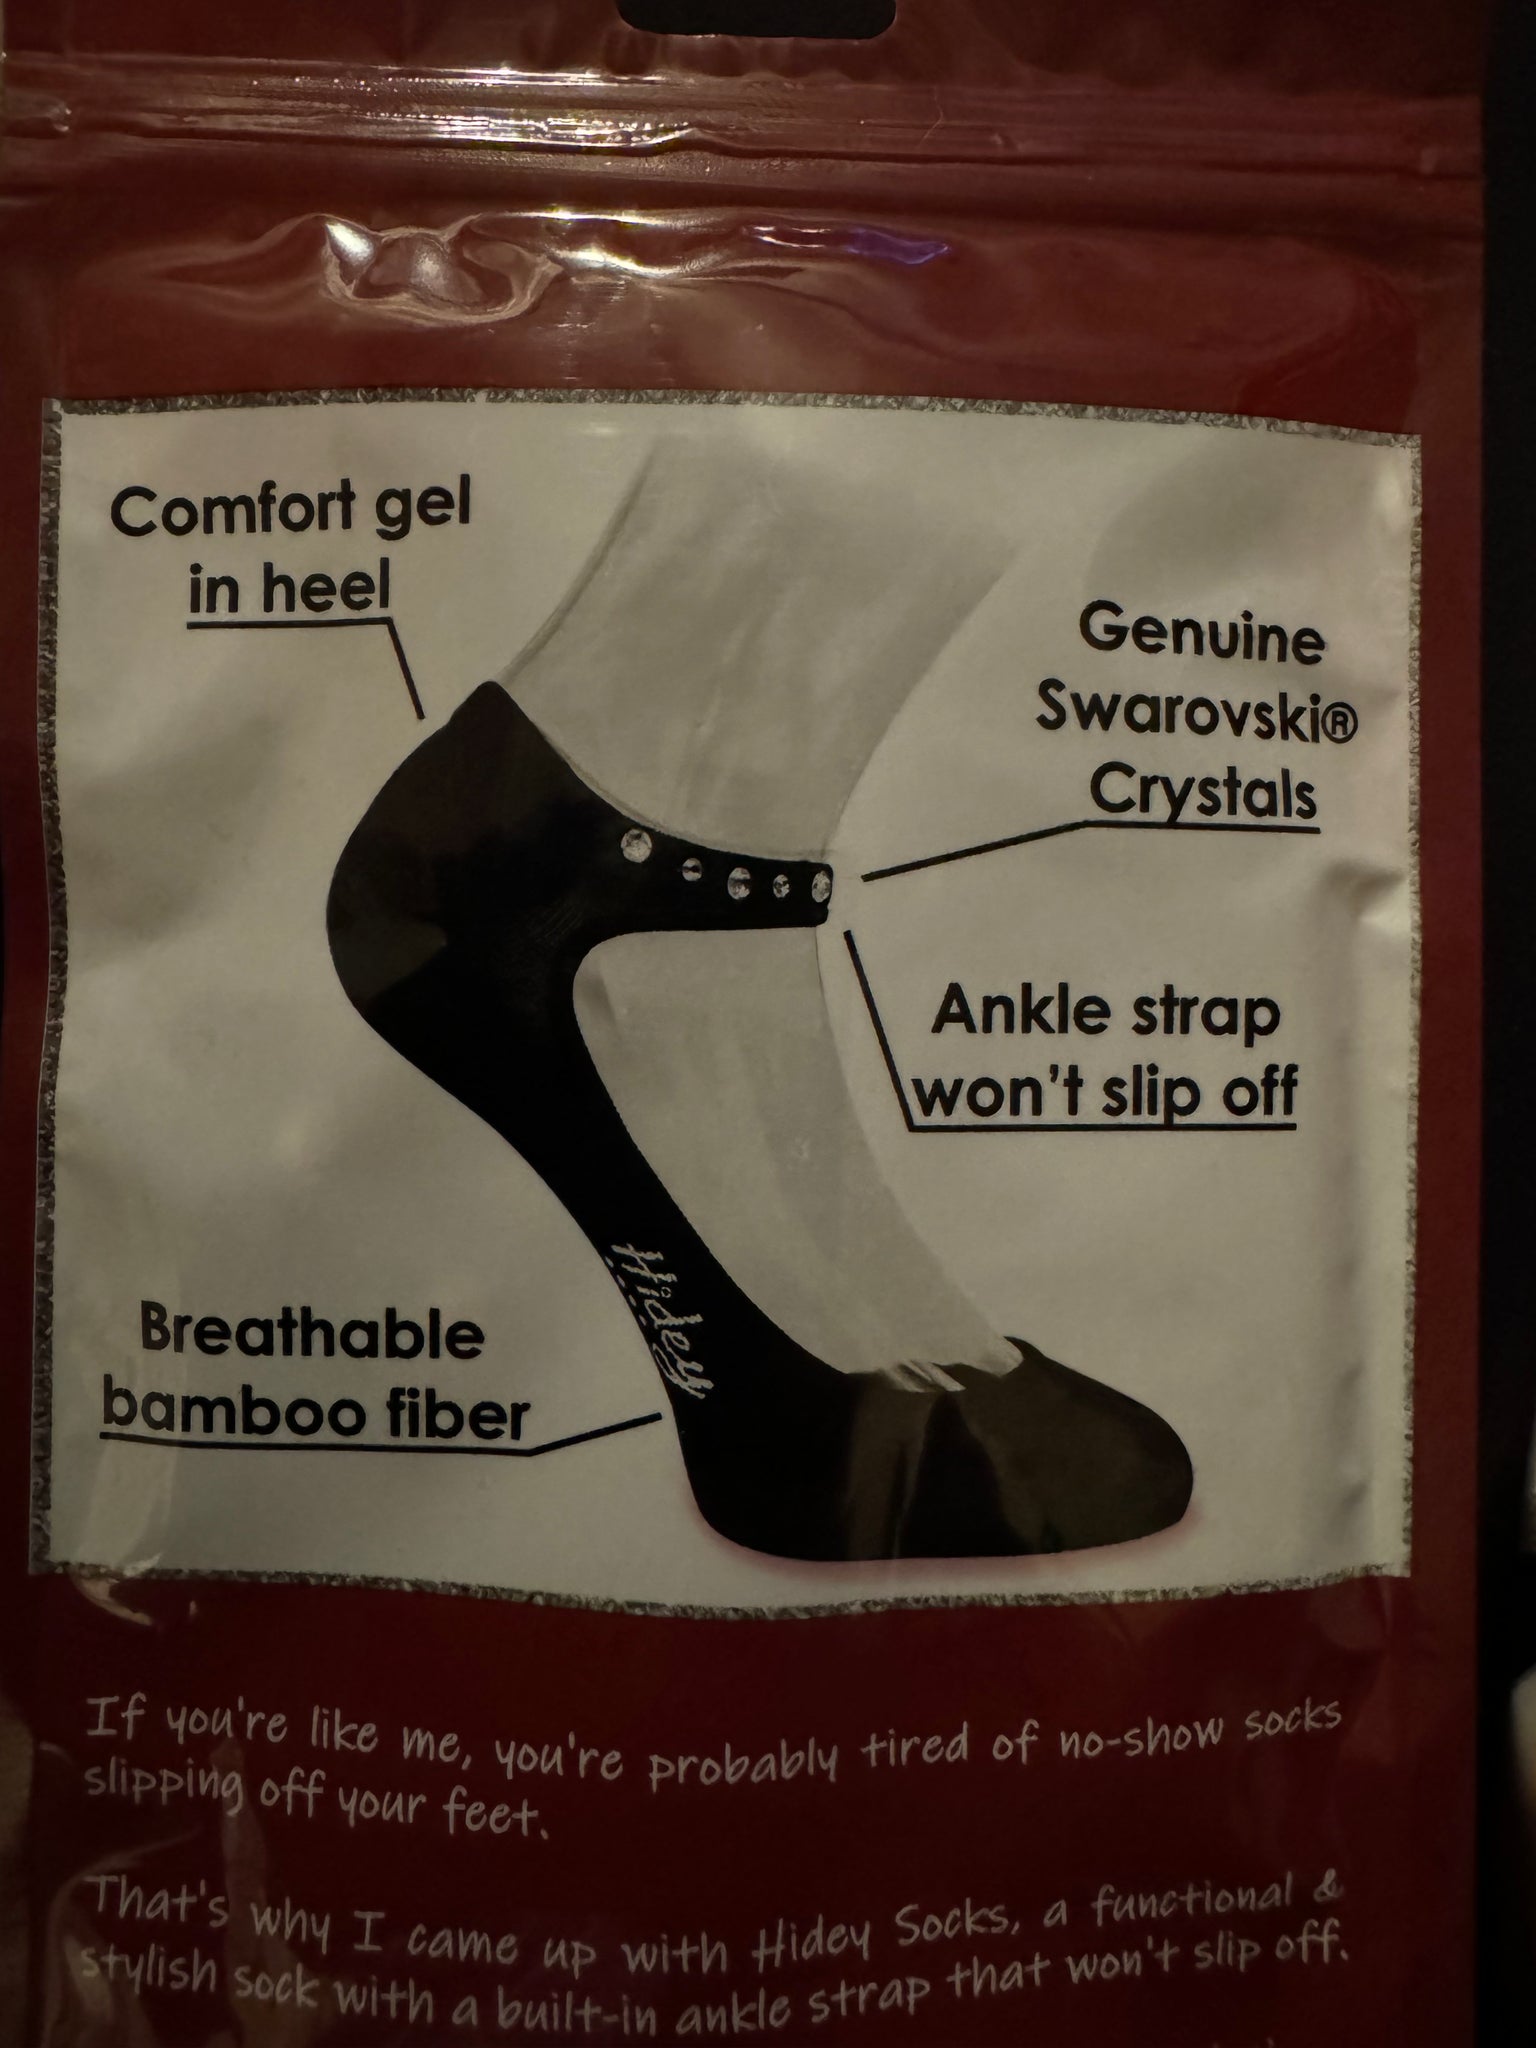 Comfort gel
in heel
Genuine
Swarovski®
Crystals
Ankle strap
won't slip off
Hidey
Breathable
bamboo fiber
If you're like me, you're probably tired of no-show socks
slipping off your feet.
That's why I came up with Hidey Socks, a functional &
stylish sock with a built-in ankle strap that won't slip off.